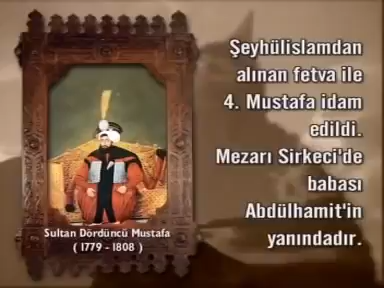 Şeyhülislamdan
alınan fetva ile
4. Mustafa idam
edildi.
Mezarı Sirkeci'de
babası
Abdülhamit'in
yanındadır.
Sultan Dördüncü Mustafa
( 1779 - 1808 )